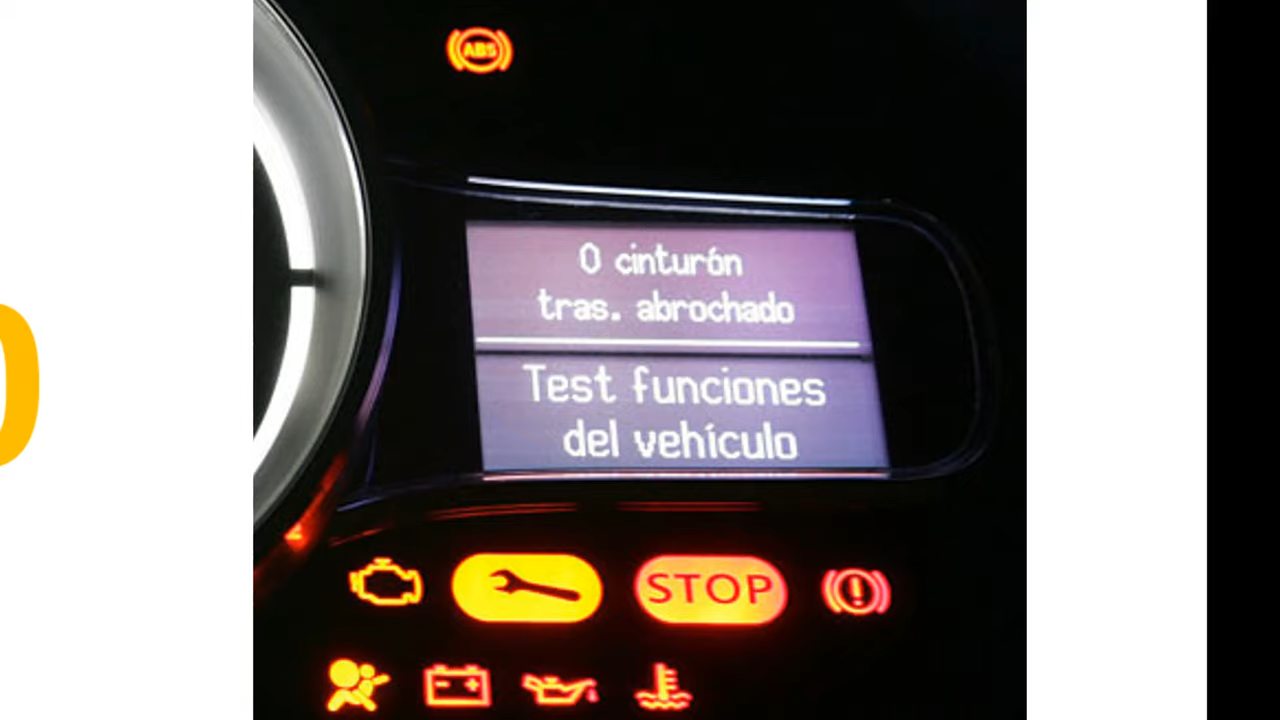 ABS
0 cinturón
tras. abrochado
Test funciones
del vehículo
STOP